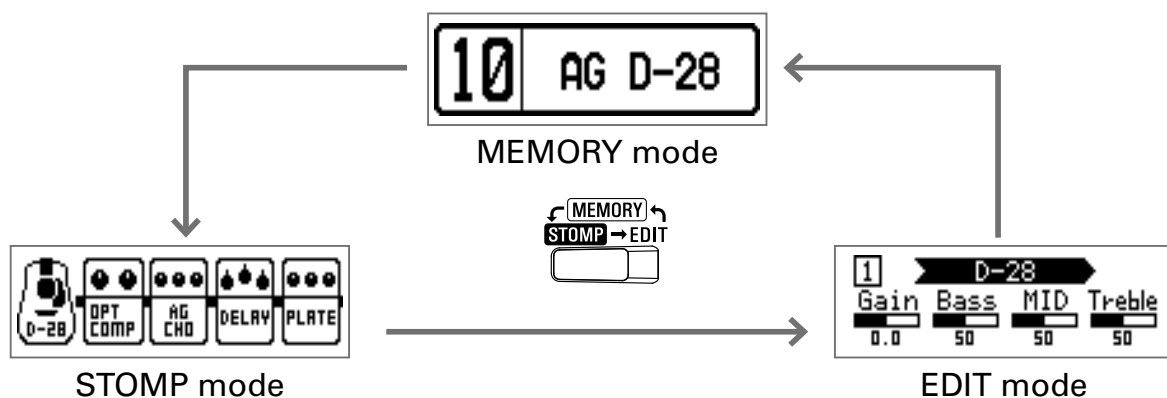 10 AG D-28
MEMORY mode
MEMORY
STOMP → EDIT
D-28
OPT
COMP
AG
CHO
DELAY
PLATE
STOMP mode
1 D-28
Gain Bass MID Treble
0.0 50 50 50
EDIT mode